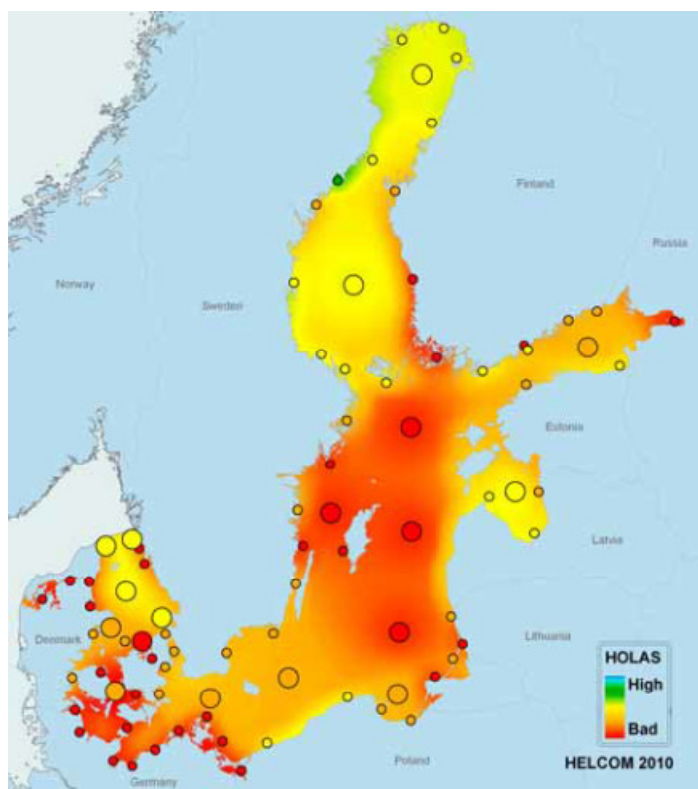 Finland
Russia
Norway
Sweden
Estonia
Latvia
Denmark
Lithuania
HOLAS
High
Bad
HELCOM 2010
Poland
Germany